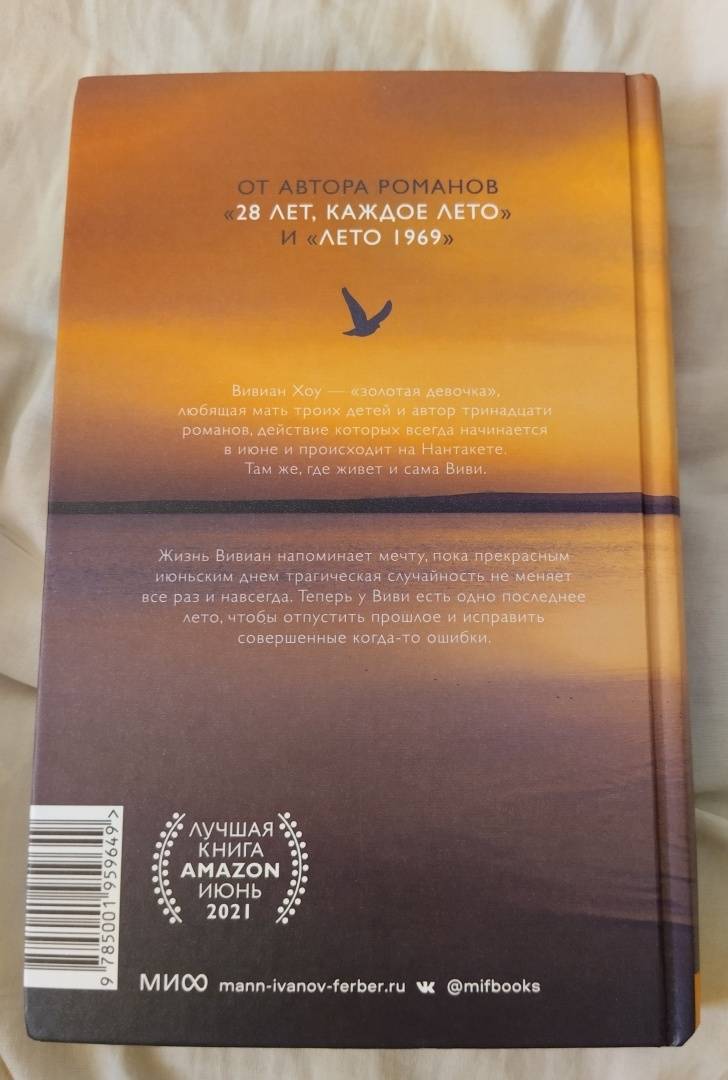 ОТ АВТОРА РОМАНОВ
«28 ЛЕТ, КАЖДОЕ ЛЕТО»
И «ЛЕТО 1969»
Вивиан Хоу — «золотая девочка»,
любящая мать троих детей и автор тринадцати
романов, действие которых всегда начинается
в июне и происходит на Нантакете.
Там же, где живет и сама Виви.
Жизнь Вивиан напоминает мечту, пока прекрасным
июньским днем трагическая случайность не меняет
все раз и навсегда. Теперь у Виви есть одно последнее
лето, чтобы отпустить прошлое и исправить
совершенные когда-то ошибки.
ЛУЧШАЯ
КНИГА
AMAZON
ИЮНЬ
2021
9 785001 959649 >
МИФ mann-ivanov-ferber.ru @mifbooks